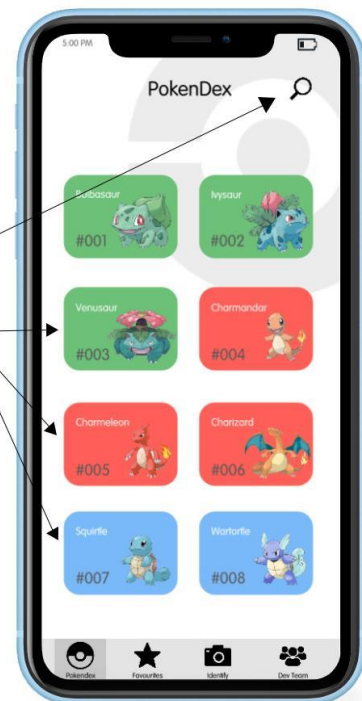 5:00 PM
PokenDex
Bulbasaur
#001
Ivysaur
#002
Venusaur
#003
Charmandar
#004
Charmeleon
#005
Charizard
#006
Squirtle
#007
Wartortle
#008
Pokendex
Favourites
Identify
Dev Team